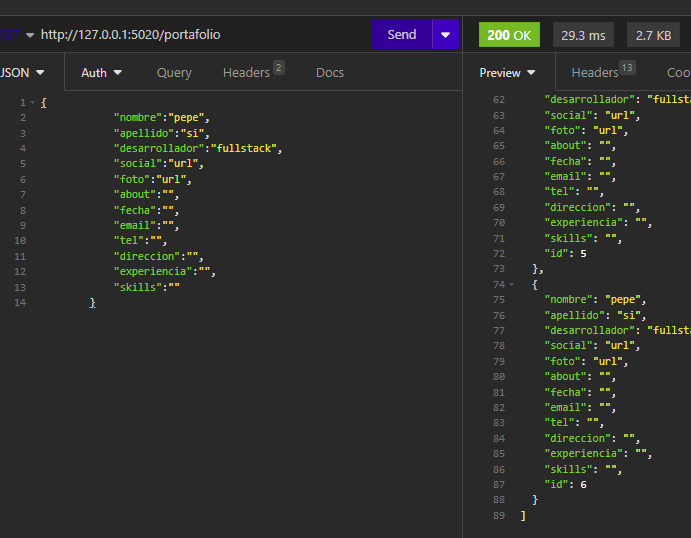 GET http://127.0.0.1:5020/portafolio Send 200 OK 29.3 ms 2.7 KB
JSON Auth Query Headers 2 Docs Preview Headers 13 Coo
1 {
2 "nombre":"pepe",
3 "apellido":"si",
4 "desarrollador":"fullstack",
5 "social":"url",
6 "foto":"url",
7 "about":"",
8 "fecha":"",
9 "email":"",
10 "tel":"",
11 "direccion":"",
12 "experiencia":"",
13 "skills":""
14 }
62 "desarrollador": "fullsta
63 "social": "url",
64 "foto": "url",
65 "about": "",
66 "fecha": "",
67 "email": "",
68 "tel": "",
69 "direccion": "",
70 "experiencia": "",
71 "skills": "",
72 "id": 5
73 },
74 {
75 "nombre": "pepe",
76 "apellido": "si",
77 "desarrollador": "fullsta
78 "social": "url",
79 "foto": "url",
80 "about": "",
81 "fecha": "",
82 "email": "",
83 "tel": "",
84 "direccion": "",
85 "experiencia": "",
86 "skills": "",
87 "id": 6
88 }
89 ]